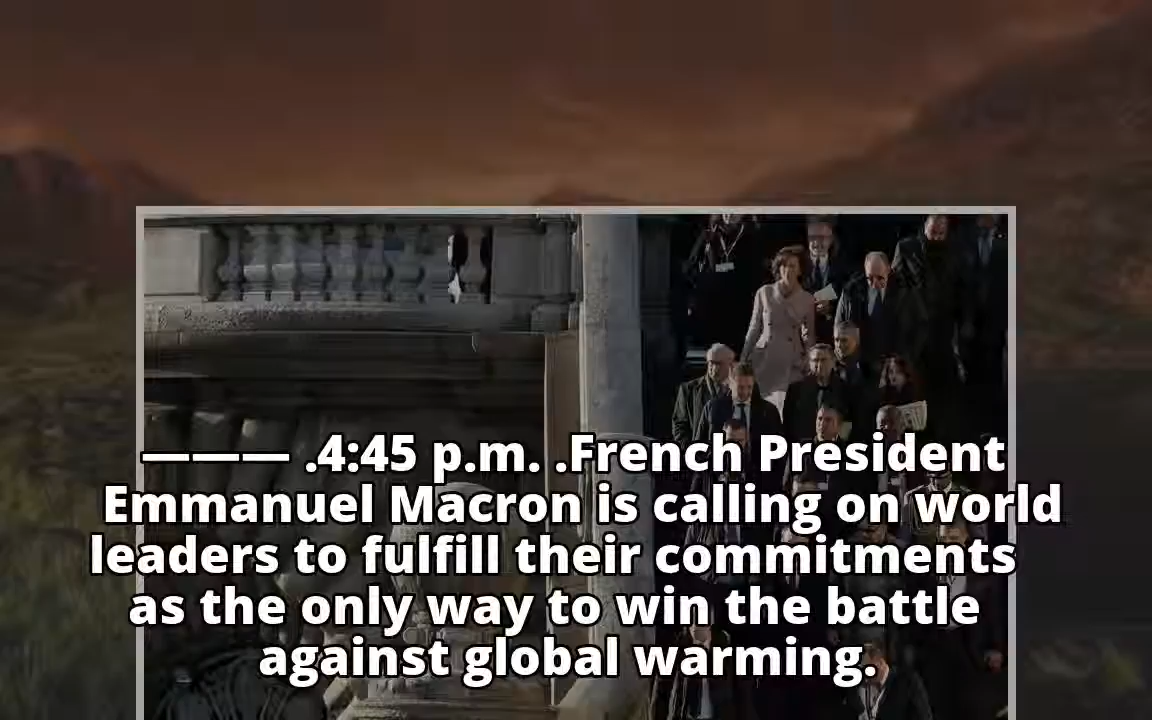 ——— .4:45 p.m. .French President
Emmanuel Macron is calling on world
leaders to fulfill their commitments
as the only way to win the battle
against global warming.